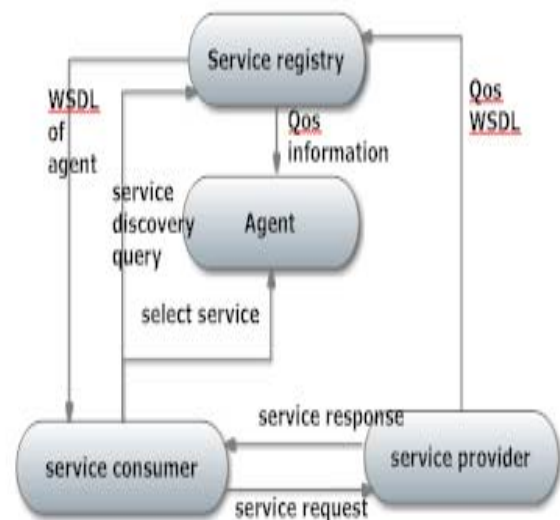 Service registry
WSDL
of
agent
Qos
WSDL
Qos
information
service
discovery
query
Agent
select service
service response
service consumer
service provider
service request